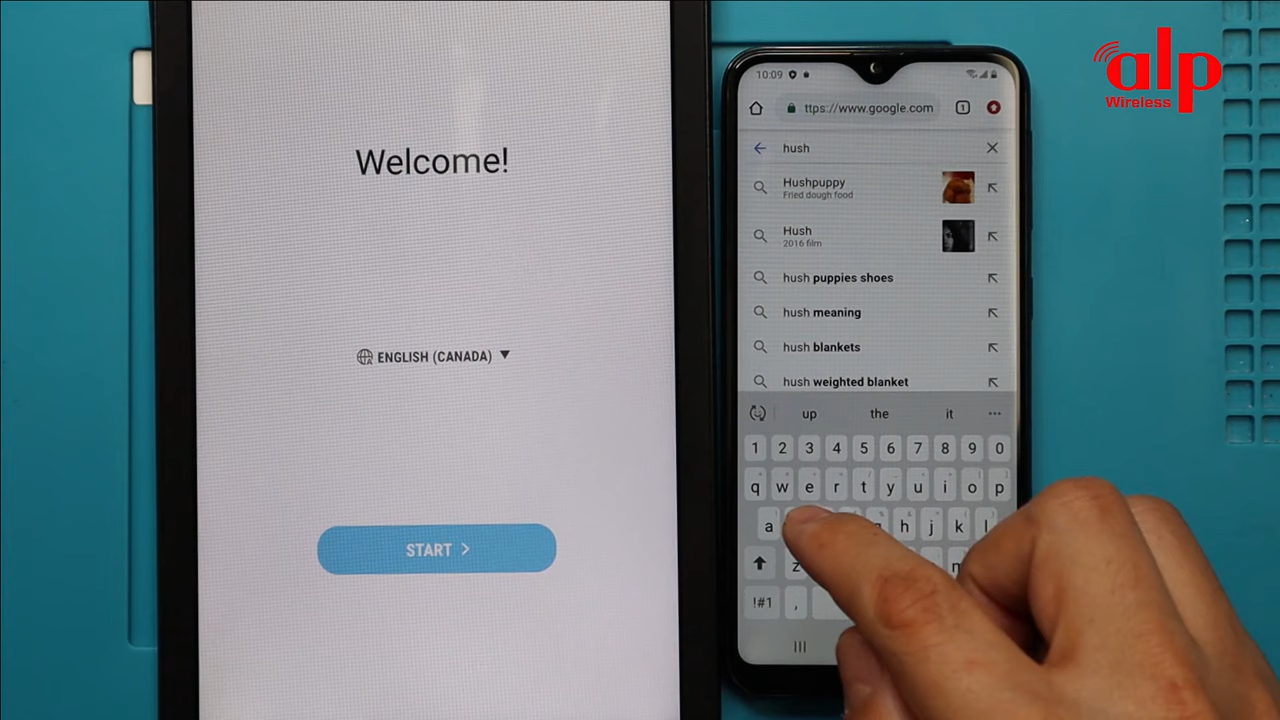 alp
Wireless
Welcome!
ENGLISH (CANADA)
START >
10:09
ttps://www.google.com
1
hush
Hushpuppy
Fried dough food
Hush
2016 film
hush puppies shoes
hush meaning
hush blankets
hush weighted blanket
up the it ...
1 2 3 4 5 6 7 8 9 0
q w e r t y u i o p
a h j k l
z m
!#1 ,